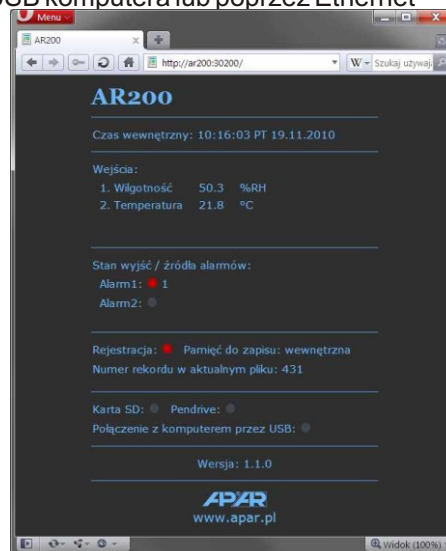 USB komputera lub poprzez Ethernet
Menu
AR200
http://ar200:30200/
Szukaj używaj
AR200
Czas wewnętrzny: 10:16:03 PT 19.11.2010
Wejścia:
1. Wilgotność 50.3 %RH
2. Temperatura 21.8 °C
Stan wyjść / źródła alarmów:
Alarm1: 1
Alarm2:
Rejestracja: Pamięć do zapisu: wewnętrzna
Numer rekordu w aktualnym pliku: 431
Karta SD: Pendrive:
Połączenie z komputerem przez USB:
Wersja: 1.1.0
APAR
www.apar.pl
Widok (100%)